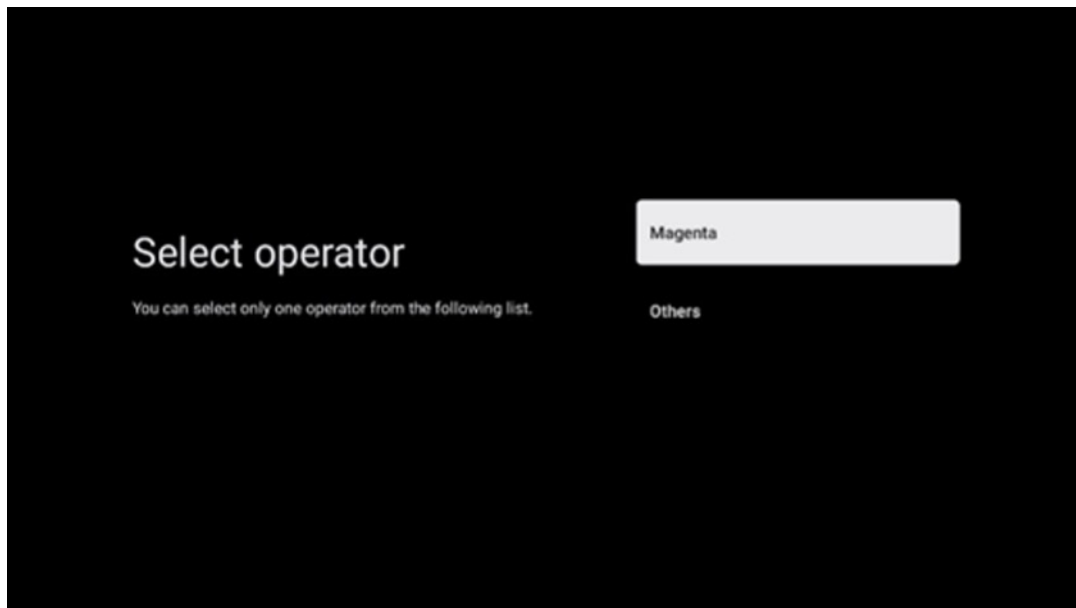 Select operator
You can select only one operator from the following list.
Magenta
Others